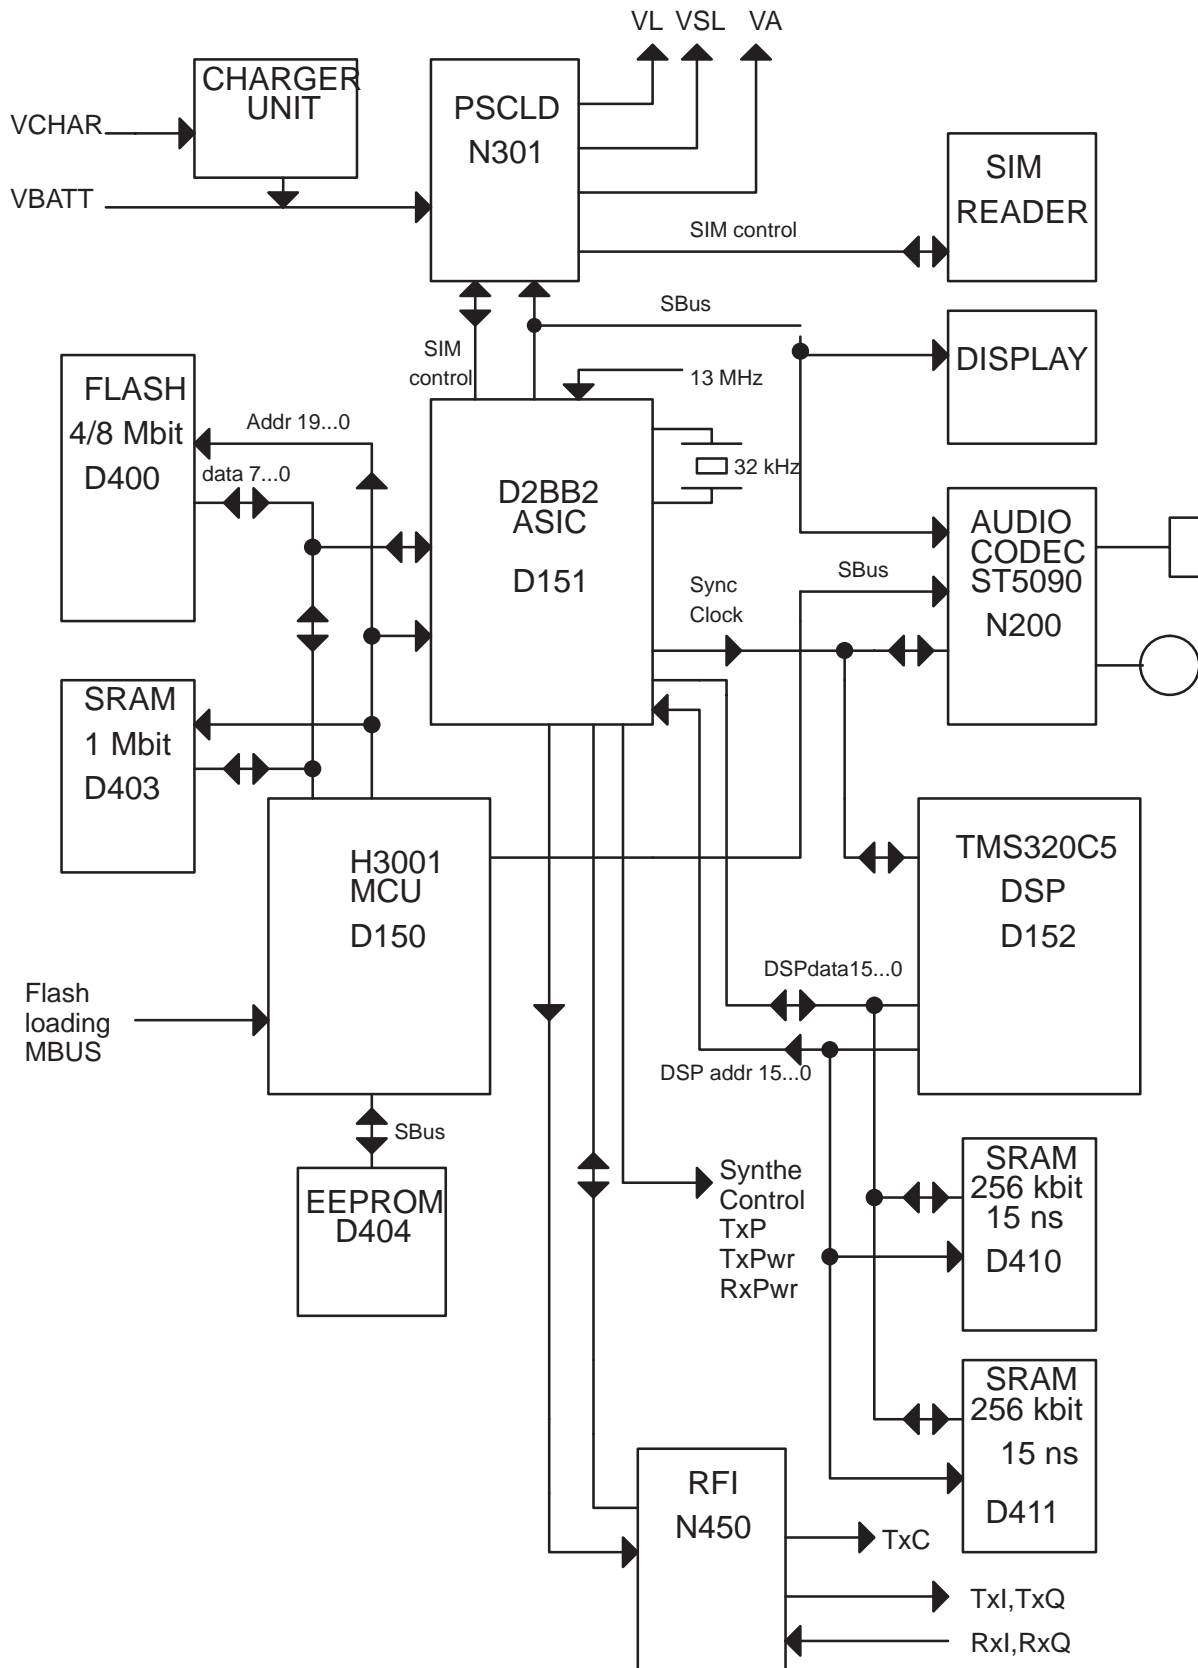 VL VSL VA
CHARGER
UNIT
VCHAR
VBATT
PSCLD
N301
SIM
READER
SIM control
SBus
SIM
control
13 MHz
DISPLAY
FLASH
4/8 Mbit
D400
Addr 19...0
data 7...0
D2BB2
ASIC
D151
32 kHz
AUDIO
CODEC
ST5090
N200
SBus
Sync
Clock
SRAM
1 Mbit
D403
H3001
MCU
D150
TMS320C5
DSP
D152
Flash
loading
MBUS
DSPdata15...0
DSP addr 15...0
SBus
EEPROM
D404
Synthe
Control
TxP
TxPwr
RxPwr
SRAM
256 kbit
15 ns
D410
SRAM
256 kbit
15 ns
D411
RFI
N450
TxC
TxI,TxQ
RxI,RxQ